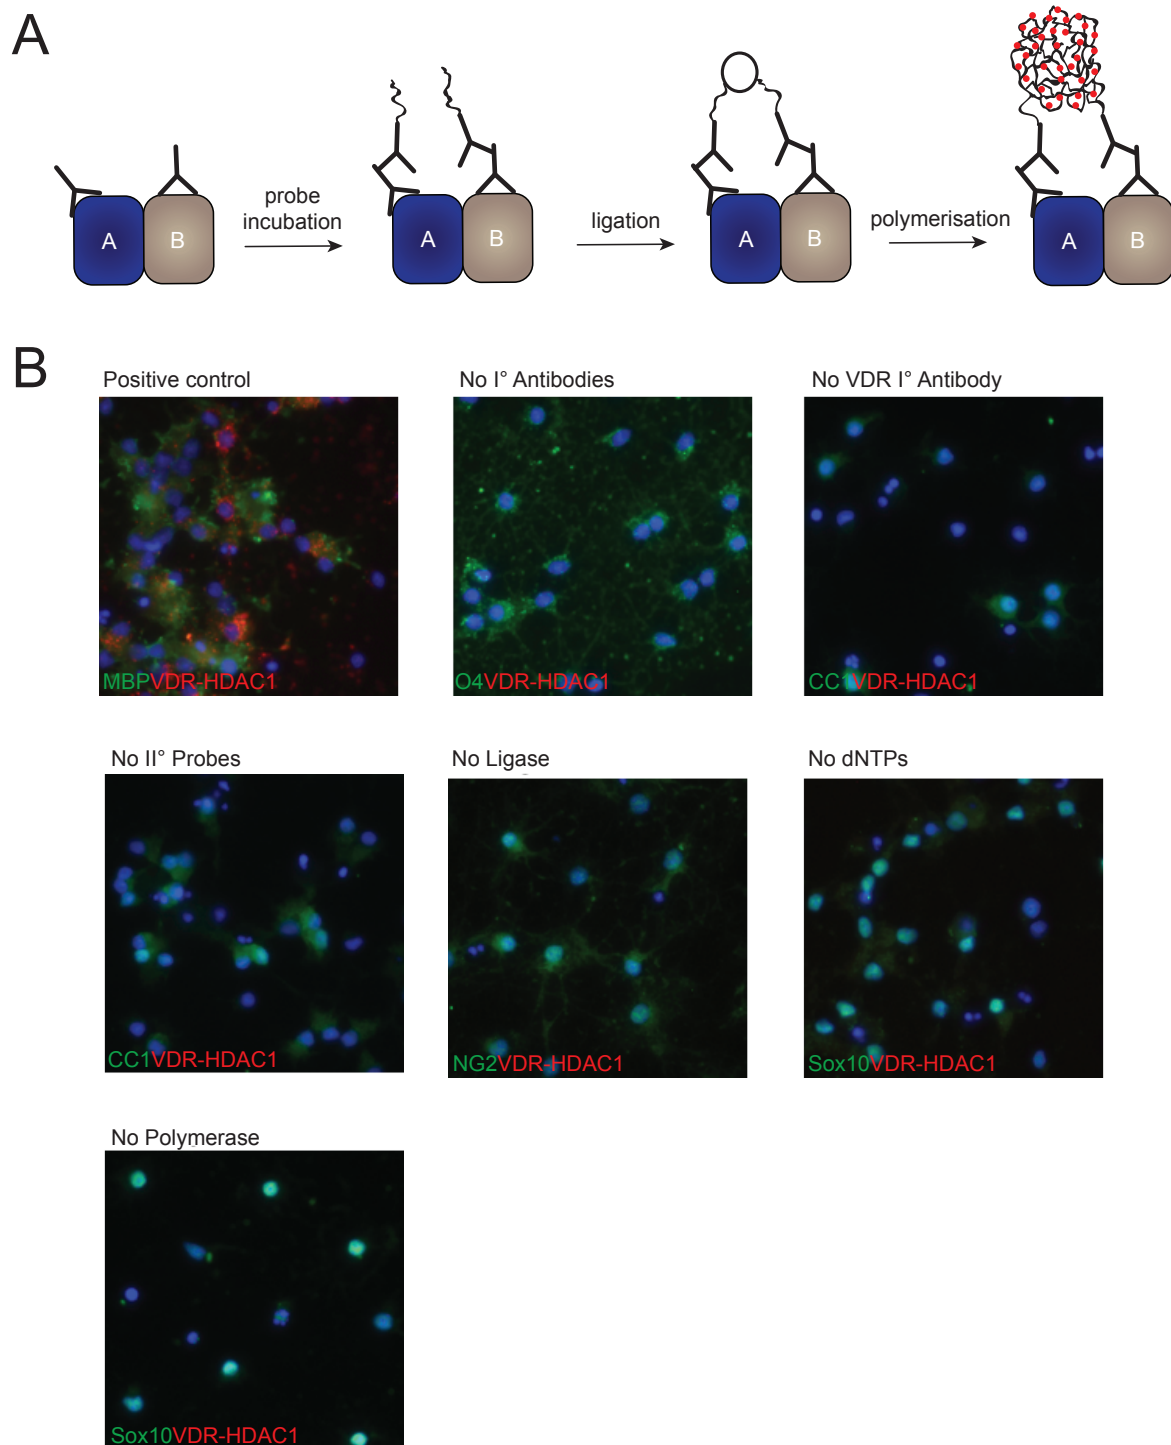 A
probe
incubation
ligation
polymerisation
A B
A B
A B
A B
B
Positive control
No I° Antibodies
No VDR I° Antibody
MBPVDR-HDAC1
O4VDR-HDAC1
CC1VDR-HDAC1
No II° Probes
No Ligase
No dNTPs
CC1VDR-HDAC1
NG2VDR-HDAC1
Sox10VDR-HDAC1
No Polymerase
Sox10VDR-HDAC1